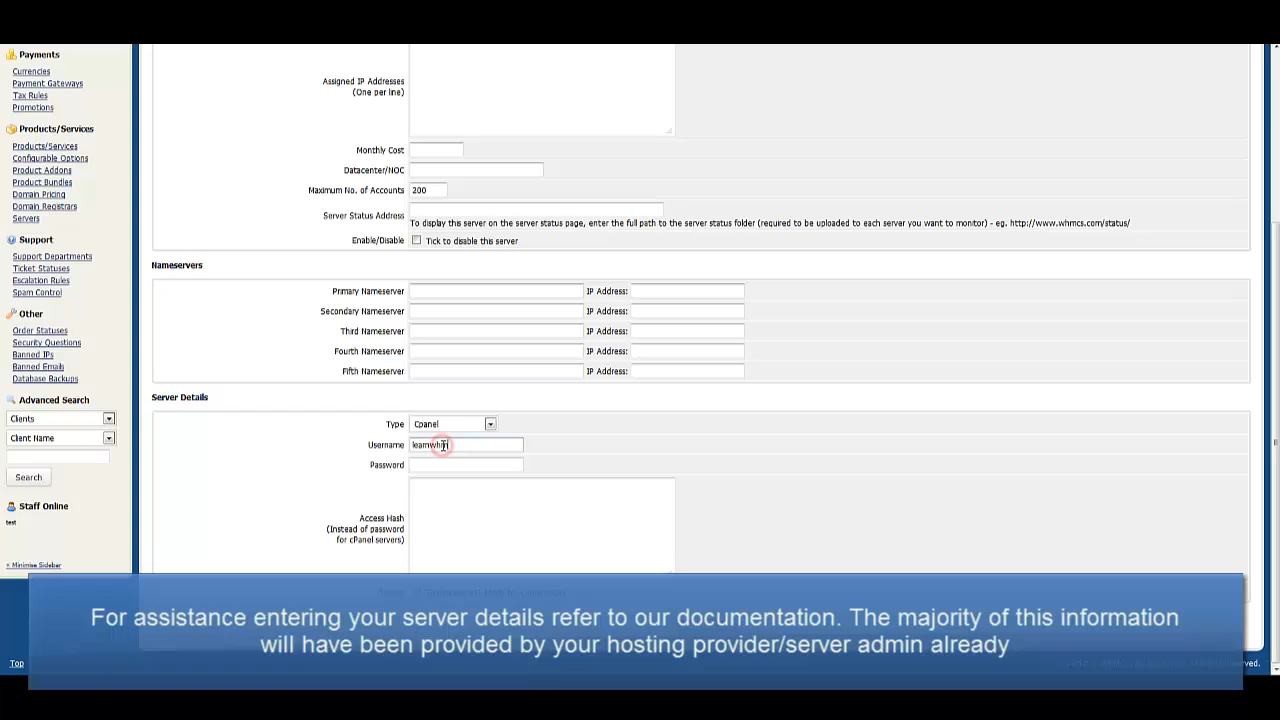 Payments
Currencies
Payment Gateways
Tax Rules
Promotions
Products/Services
Products/Services
Configurable Options
Product Addons
Product Bundles
Domain Pricing
Domain Registrars
Servers
Support
Support Departments
Ticket Statuses
Escalation Rules
Spam Control
Other
Order Statuses
Security Questions
Banned IPs
Banned Emails
Database Backups
Advanced Search
Clients
Client Name
Search
Staff Online
test
« Minimise Sidebar
Top
Assigned IP Addresses
(One per line)
Monthly Cost
Datacenter/NOC
Maximum No. of Accounts 200
Server Status Address
To display this server on the server status page, enter the full path to the server status folder (required to be uploaded to each server you want to monitor) - eg. http://www.whmcs.com/status/
Enable/Disable Tick to disable this server
Nameservers
Primary Nameserver IP Address:
Secondary Nameserver IP Address:
Third Nameserver IP Address:
Fourth Nameserver IP Address:
Fifth Nameserver IP Address:
Server Details
Type Cpanel
Username
Password
Access Hash
(Instead of password
for cPanel servers)
For assistance entering your server details refer to our documentation. The majority of this information
will have been provided by your hosting provider/server admin already